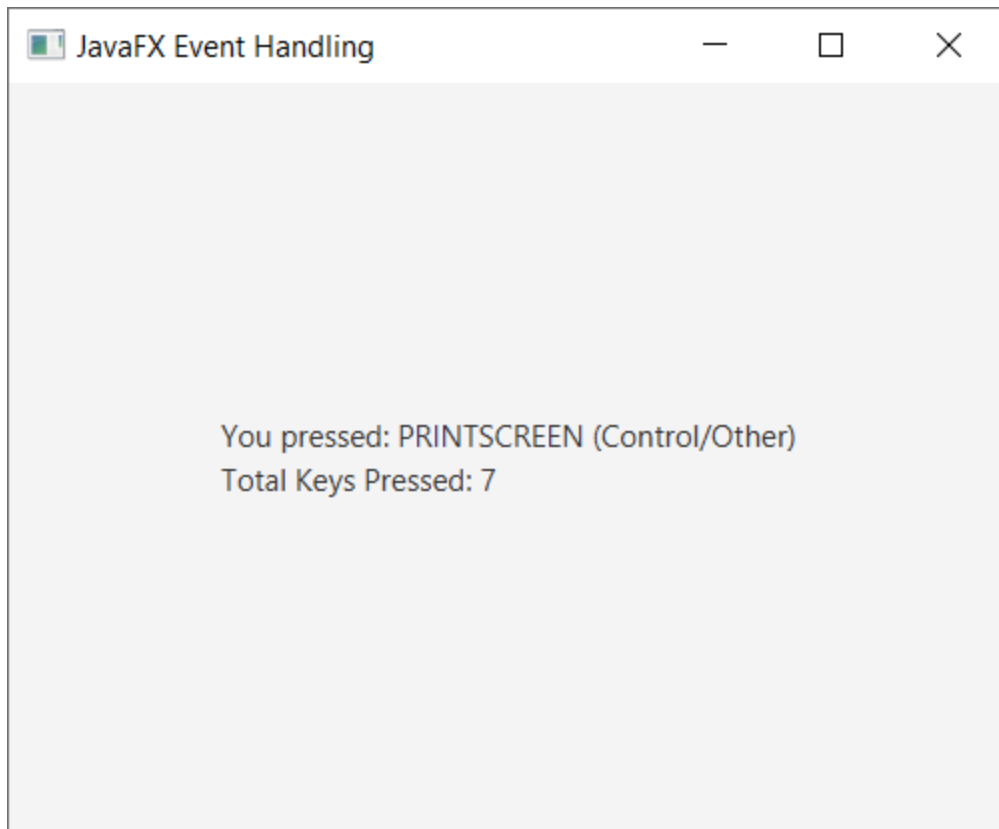 JavaFX Event Handling
You pressed: PRINTSCREEN (Control/Other)
Total Keys Pressed: 7